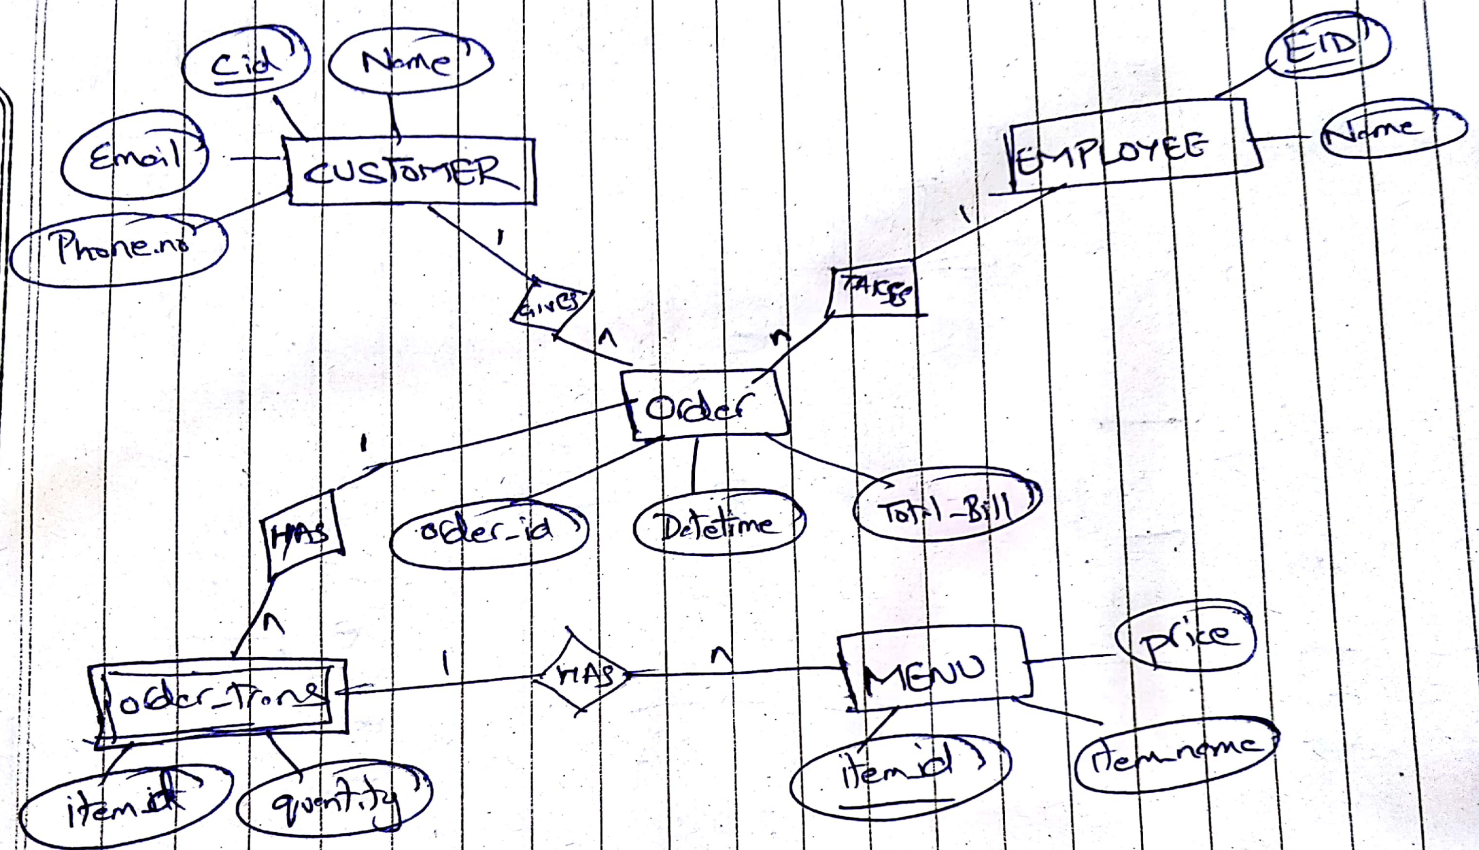 Cid
Name
EID
Email
CUSTOMER
EMPLOYEE
Name
Phone.no
1
1
GIVES
TAKES
n
n
Order
1
order_id
Datetime
Total_Bill
HAS
n
order_trans
1
HAS
n
MENU
price
item_id
quantity
item_id
item_name